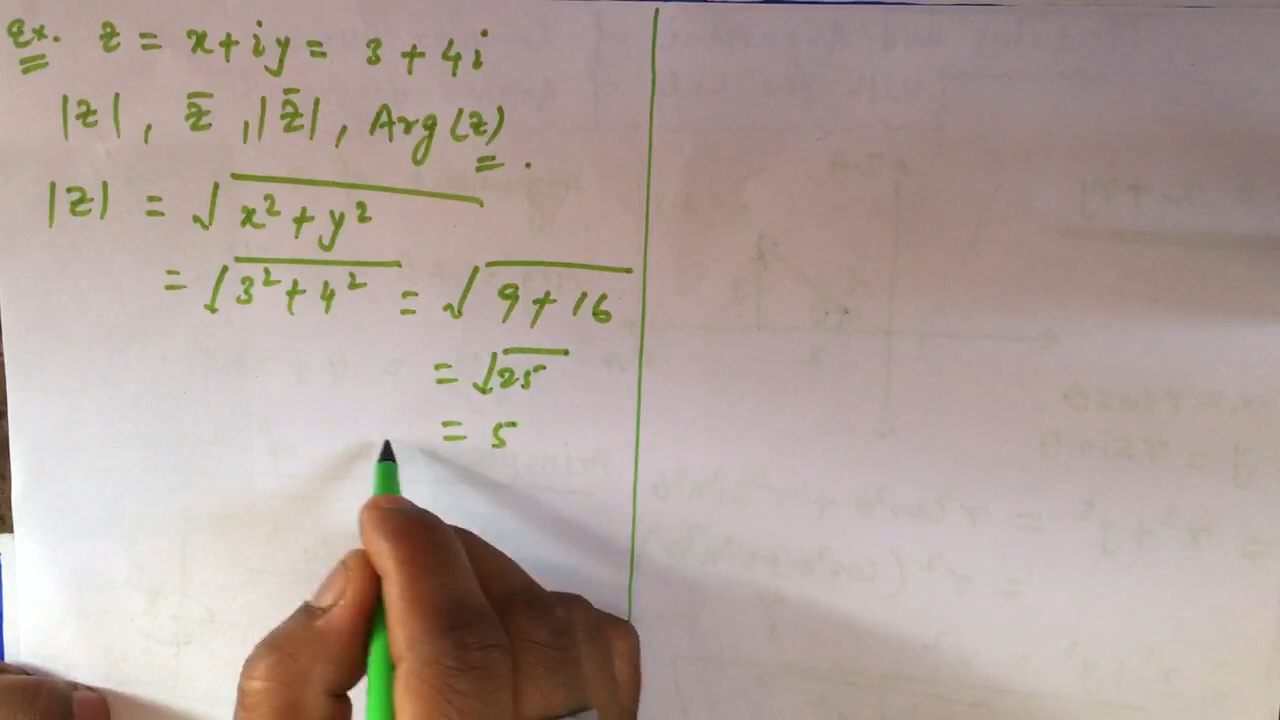 Ex. z = x + iy = 3 + 4i
|z| , z̄ , |z̄| , Arg (z) .
|z| = √x² + y²
= √3² + 4² = √9 + 16
= √25
= 5